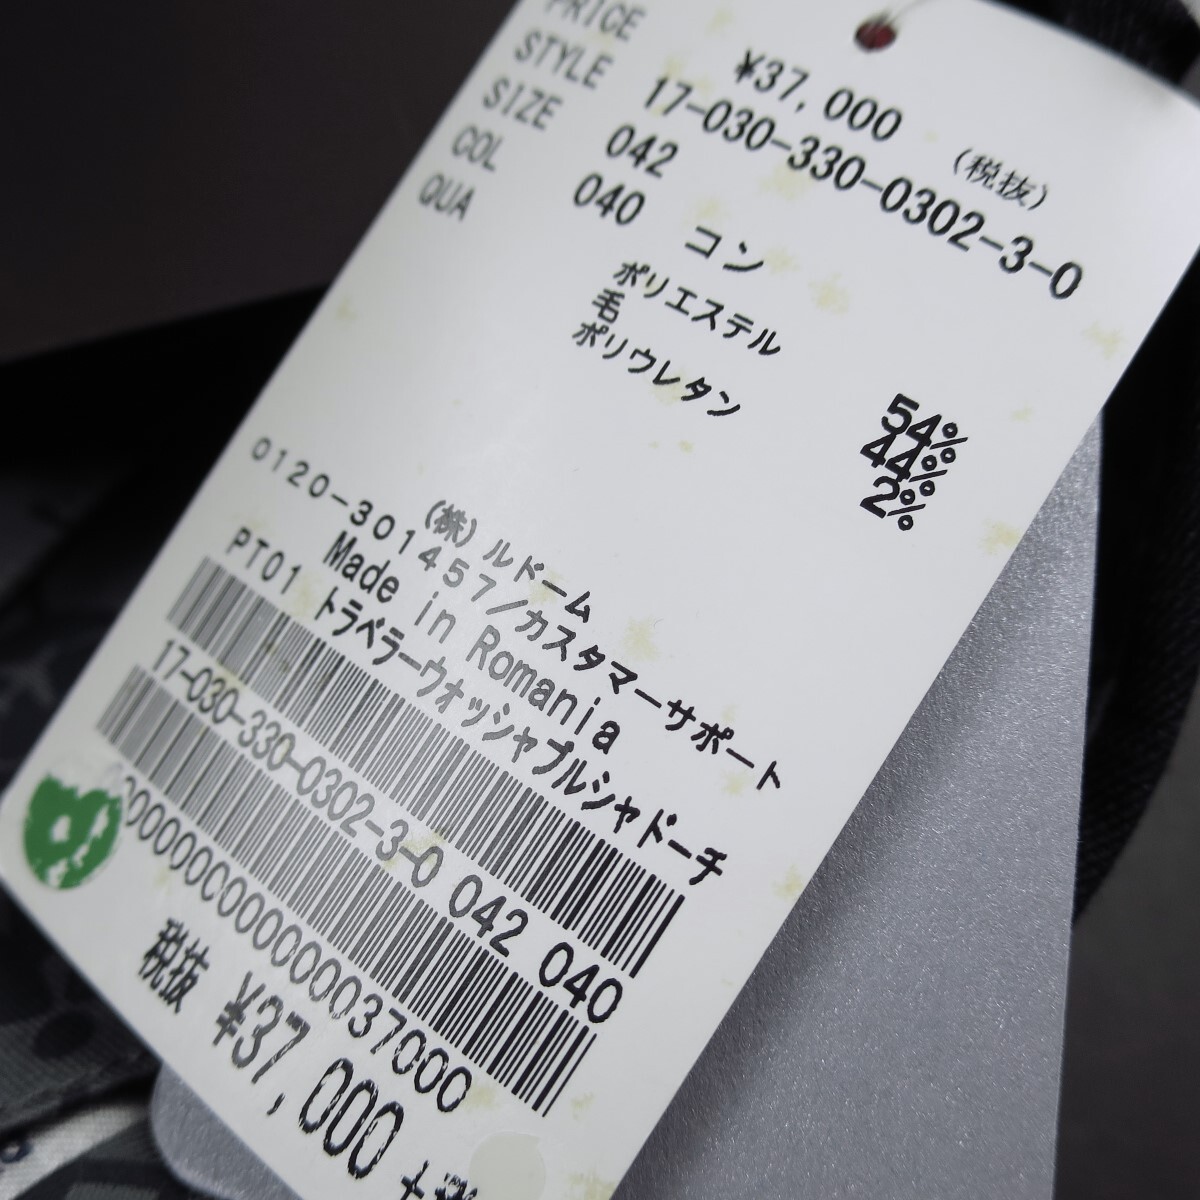 PRICE ¥37,000 (税抜)
STYLE 17-030-330-0302-3-0
SIZE 042
COL 040 コン
QUA ポリエステル 54%
毛 44%
ポリウレタン 2%
(株)ルドーム
0120-301457/カスタマーサポート
Made in Romania
PT01 トラベラーウオッシャブルシャドーチ
17-030-330-0302-3-0 042 040
税抜 ¥37,000 +税